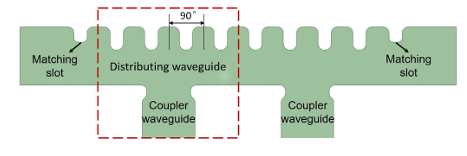 90°
Matching
slot
Distributing waveguide
Matching
slot
Coupler
waveguide
Coupler
waveguide